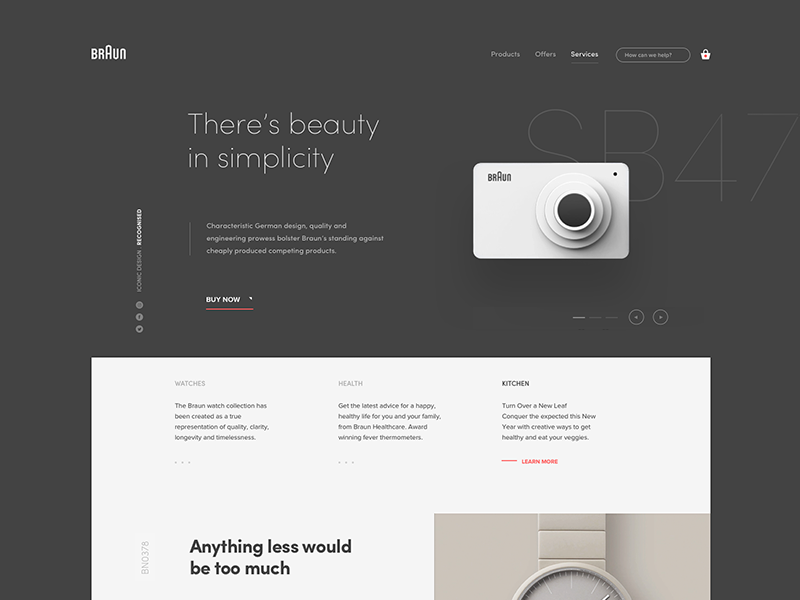 BRAUN
Products Offers Services How can we help?
There's beauty
in simplicity
SB47
BRAUN
ICONIC DESIGN RECOGNISED
Characteristic German design, quality and
engineering prowess bolster Braun's standing against
cheaply produced competing products.
BUY NOW
WATCHES
The Braun watch collection has
been created as a true
representation of quality, clarity,
longevity and timelessness.
HEALTH
Get the latest advice for a happy,
healthy life for you and your family,
from Braun Healthcare. Award
winning fever thermometers.
KITCHEN
Turn Over a New Leaf
Conquer the expected this New
Year with creative ways to get
healthy and eat your veggies.
LEARN MORE
BN0378
Anything less would
be too much